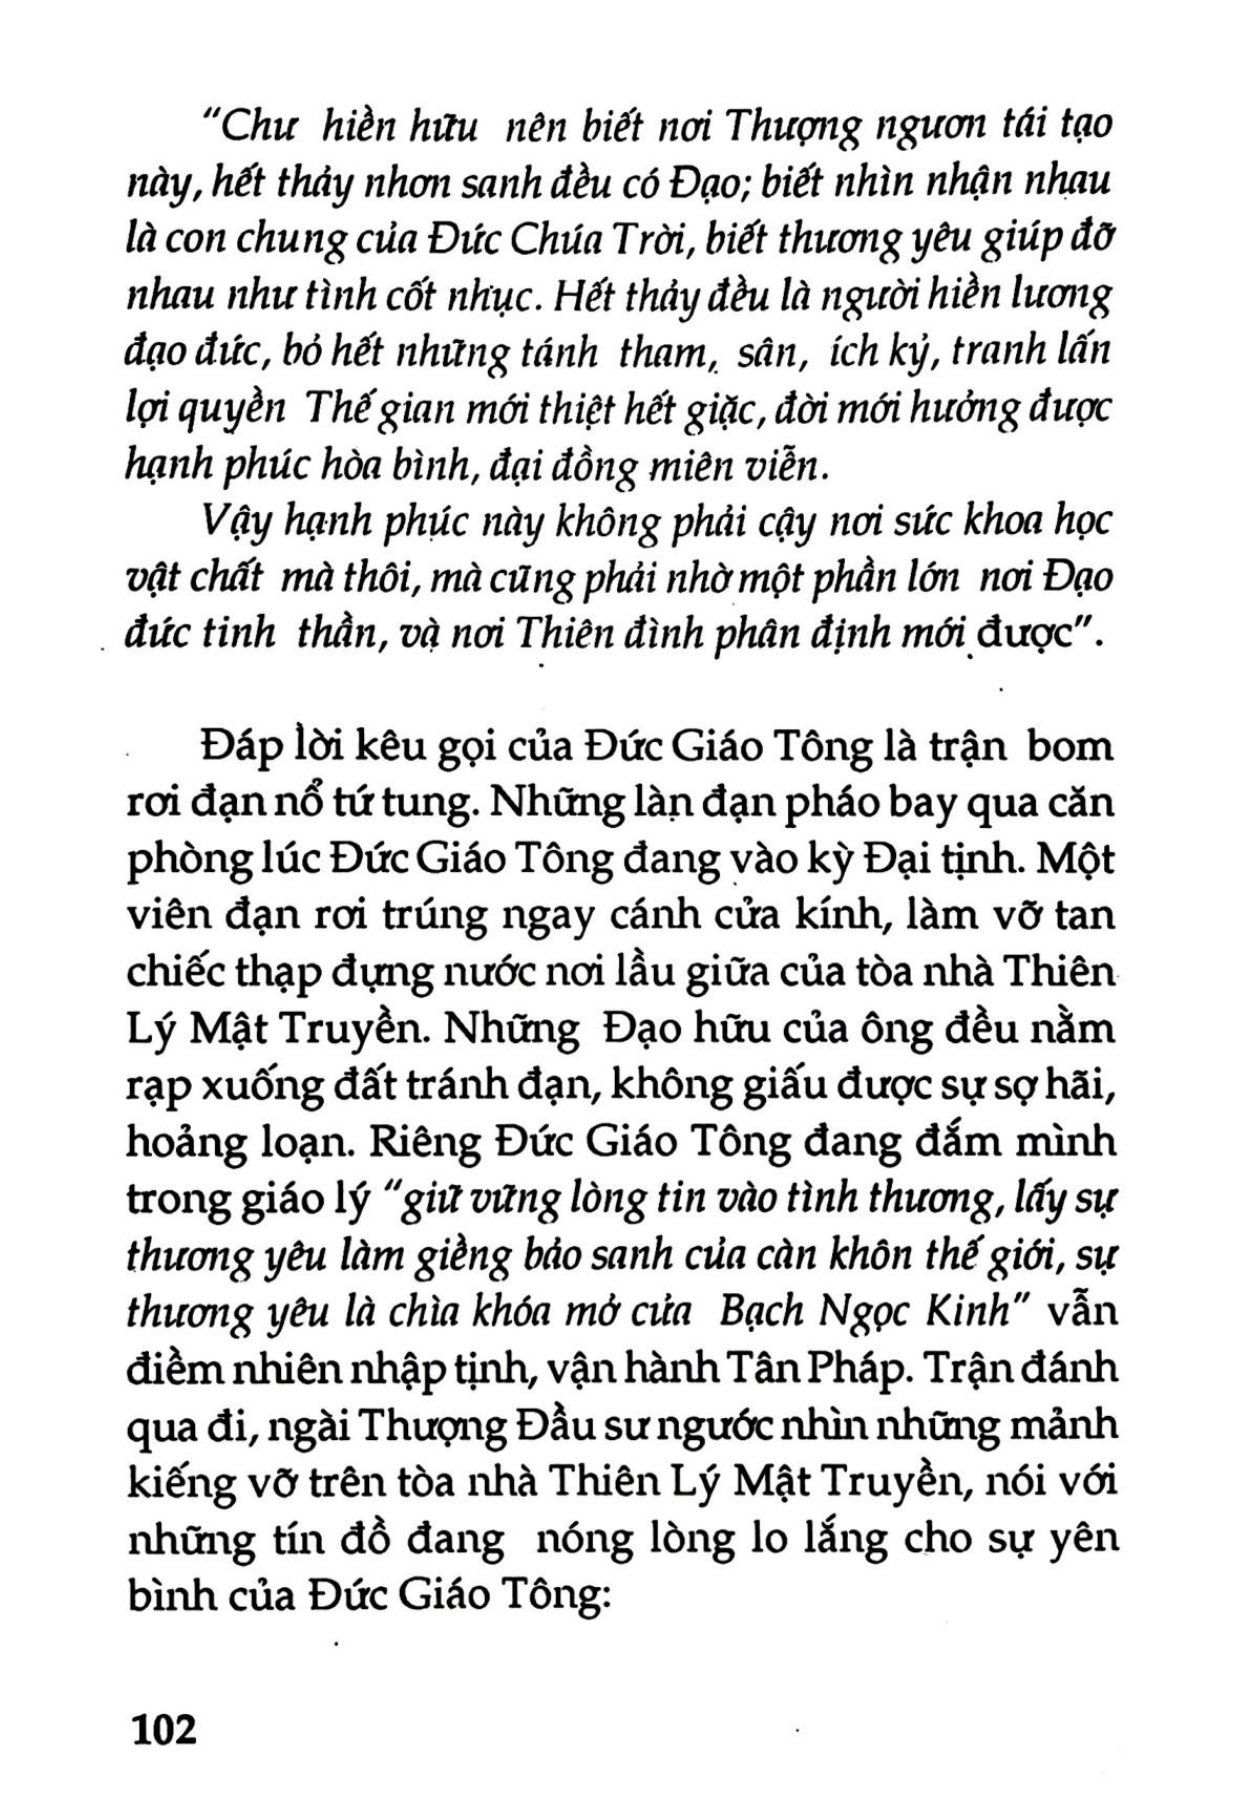 "Chư hiền hữu nên biết nơi Thượng ngươn tái tạo
này, hết thảy nhơn sanh đều có Đạo; biết nhìn nhận nhau
là con chung của Đức Chúa Trời, biết thương yêu giúp đỡ
nhau như tình cốt nhục. Hết thảy đều là người hiền lương
đạo đức, bỏ hết những tánh tham, sân, ích kỷ, tranh lấn
lợi quyền Thế gian mới thiệt hết giặc, đời mới hưởng được
hạnh phúc hòa bình, đại đồng miên viễn.
Vậy hạnh phúc này không phải cậy nơi sức khoa học
vật chất mà thôi, mà cũng phải nhờ một phần lớn nơi Đạo
đức tinh thần, và nơi Thiên đình phân định mới được".
Đáp lời kêu gọi của Đức Giáo Tông là trận bom
rơi đạn nổ tứ tung. Những làn đạn pháo bay qua căn
phòng lúc Đức Giáo Tông đang vào kỳ Đại tịnh. Một
viên đạn rơi trúng ngay cánh cửa kính, làm vỡ tan
chiếc thạp đựng nước nơi lầu giữa của tòa nhà Thiên
Lý Mật Truyền. Những Đạo hữu của ông đều nằm
rạp xuống đất tránh đạn, không giấu được sự sợ hãi,
hoảng loạn. Riêng Đức Giáo Tông đang đắm mình
trong giáo lý "giữ vững lòng tin vào tình thương, lấy sự
thương yêu làm giềng bảo sanh của càn khôn thế giới, sự
thương yêu là chìa khóa mở cửa Bạch Ngọc Kinh" vẫn
điềm nhiên nhập tịnh, vận hành Tân Pháp. Trận đánh
qua đi, ngài Thượng Đầu sư ngước nhìn những mảnh
kiếng vỡ trên tòa nhà Thiên Lý Mật Truyền, nói với
những tín đồ đang nóng lòng lo lắng cho sự yên
bình của Đức Giáo Tông:
102